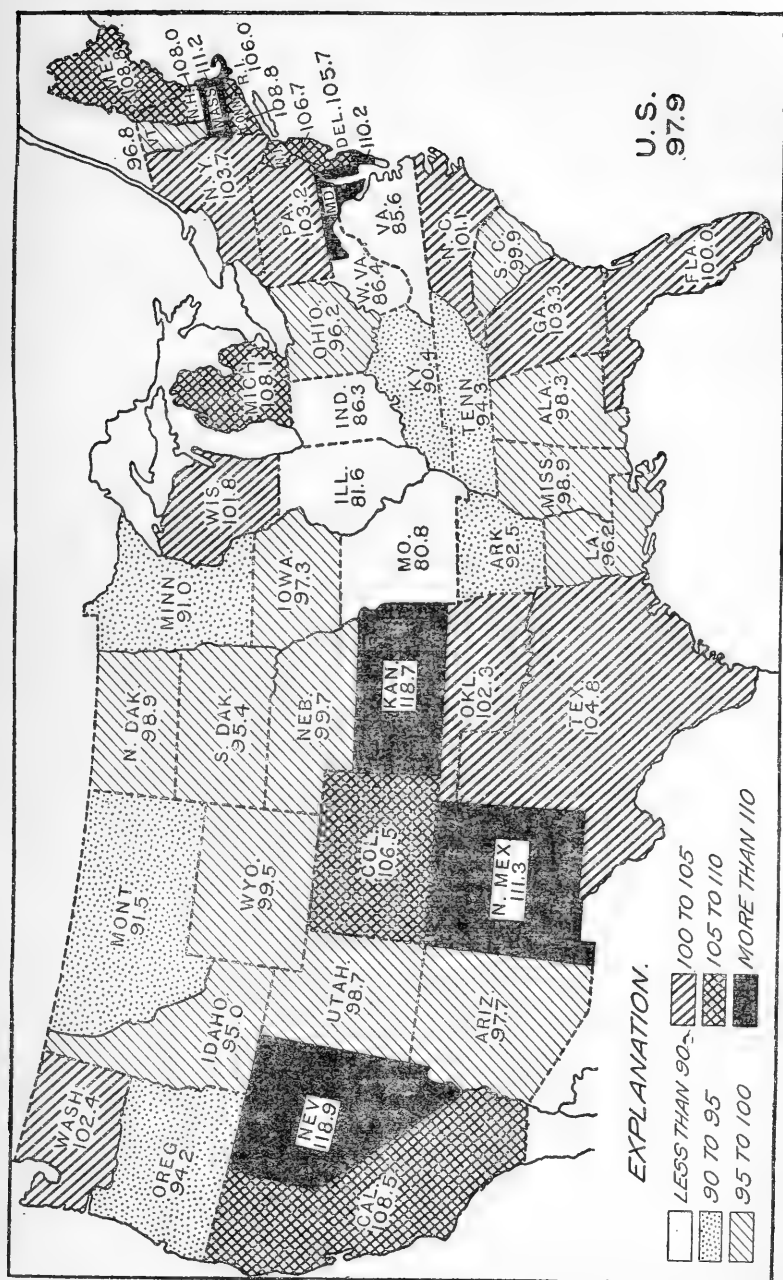 WASH
102.4
OREG
94.2
CAL.
108.5
NEV
118.9
IDAHO
95.0
MONT
91.5
WYO.
99.5
UTAH
98.7
ARIZ.
97.7
COL.
106.5
N. MEX
111.3
N. DAK.
98.9
S. DAK.
95.4
NEB.
99.7
KAN
118.7
OKL.
102.3
TEX.
104.8
MINN
91.0
IOWA
97.3
MO.
80.8
ARK
92.5
LA.
96.2
WIS.
101.8
ILL.
81.6
MICH
108.1
IND.
86.3
OHIO
96.2
KY
90.4
TENN
94.3
MISS.
98.9
ALA
98.3
GA.
103.3
FLA.
100.0
S.C.
99.9
N.C.
101.1
VA.
85.6
W.VA.
86.4
PA.
103.2
N.Y.
103.7
96.8
VT.
ME.
N.H. 108.0
MASS 111.2
R.I. 106.0
108.8
106.7
DEL. 105.7
MD. 110.2
U.S.
97.9
EXPLANATION.
LESS THAN 90
90 TO 95
95 TO 100
100 TO 105
105 TO 110
MORE THAN 110